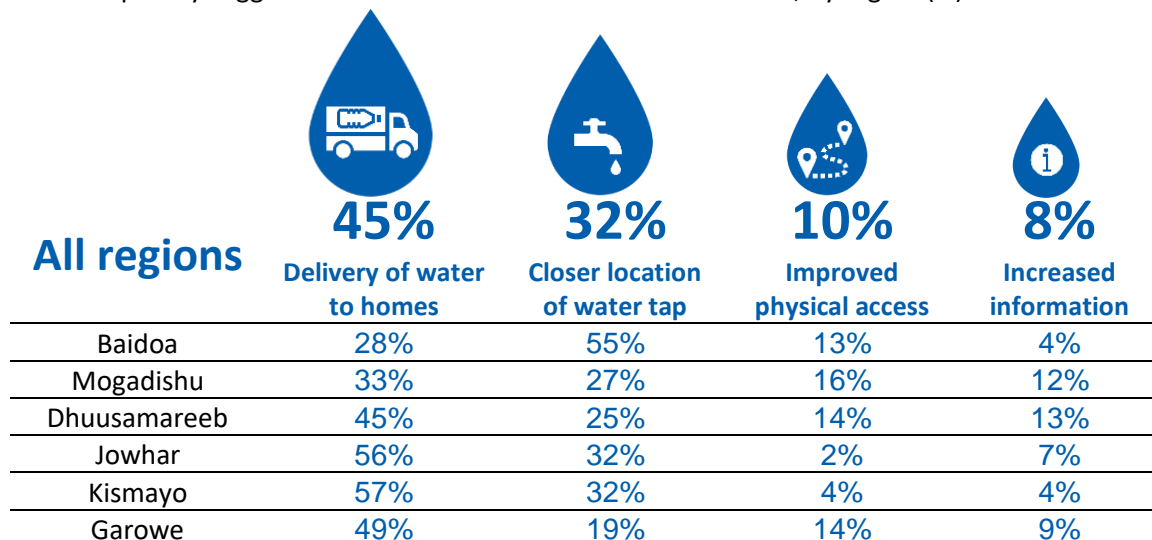 45% 32% 10% 8%
All regions
Delivery of water to homes
Closer location of water tap
Improved physical access
Increased information
Baidoa 28% 55% 13% 4%
Mogadishu 33% 27% 16% 12%
Dhuusamareeb 45% 25% 14% 13%
Jowhar 56% 32% 2% 7%
Kismayo 57% 32% 4% 4%
Garowe 49% 19% 14% 9%